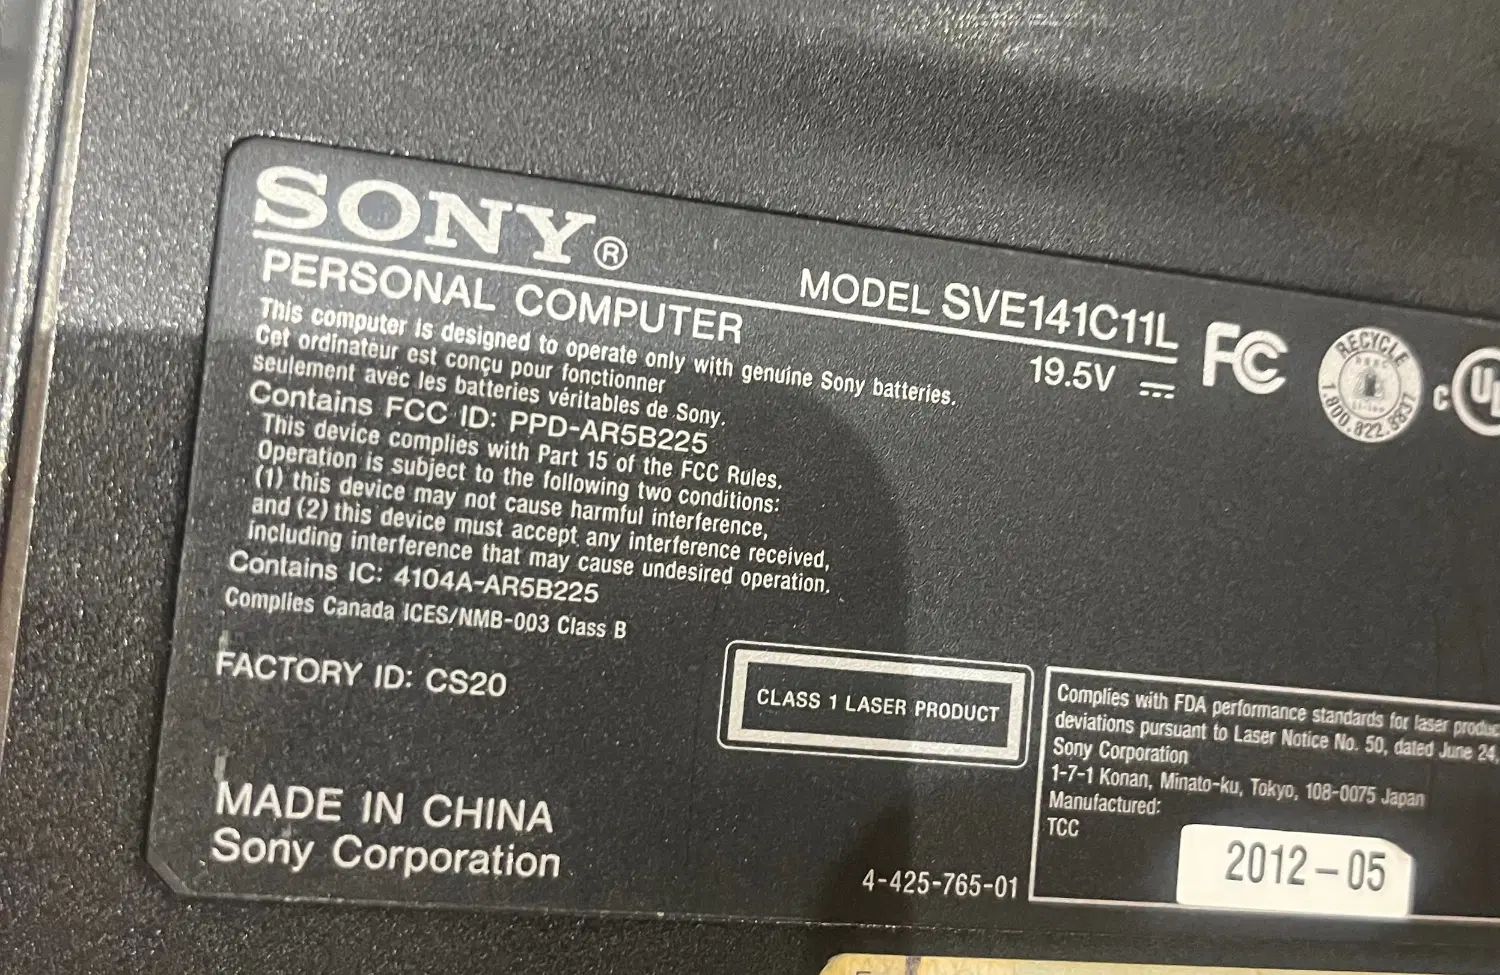 SONY®
MODEL SVE141C11L
PERSONAL COMPUTER
19.5V
This computer is designed to operate only with genuine Sony batteries.
Cet ordinateur est conçu pour fonctionner
seulement avec les batteries véritables de Sony.
Contains FCC ID: PPD-AR5B225
This device complies with Part 15 of the FCC Rules.
Operation is subject to the following two conditions:
(1) this device may not cause harmful interference,
and (2) this device must accept any interference received,
including interference that may cause undesired operation.
Contains IC: 4104A-AR5B225
Complies Canada ICES/NMB-003 Class B
FACTORY ID: CS20
MADE IN CHINA
Sony Corporation
FC
RECYCLE
1.800.822.8837
C UL
CLASS 1 LASER PRODUCT
4-425-765-01
Complies with FDA performance standards for laser
deviations pursuant to Laser Notice No. 50, dated June 24,
Sony Corporation
1-7-1 Konan, Minato-ku, Tokyo, 108-0075 Japan
Manufactured:
TCC
2012-05